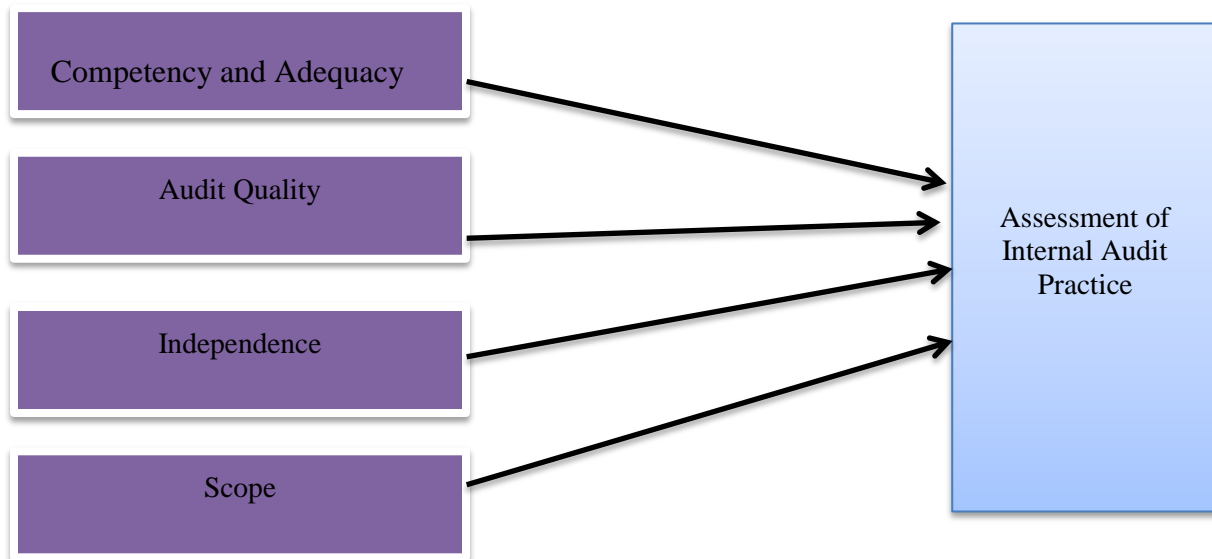 Competency and Adequacy
Audit Quality
Independence
Scope
Assessment of
Internal Audit
Practice